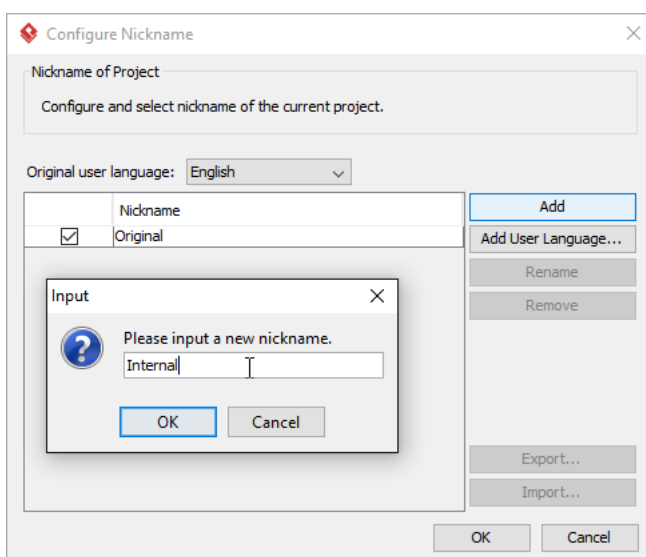 Configure Nickname
Nickname of Project
Configure and select nickname of the current project.
Original user language: English
Nickname
Original
Add
Add User Language...
Rename
Remove
Input
Please input a new nickname.
Internal
OK Cancel
Export...
Import...
OK Cancel